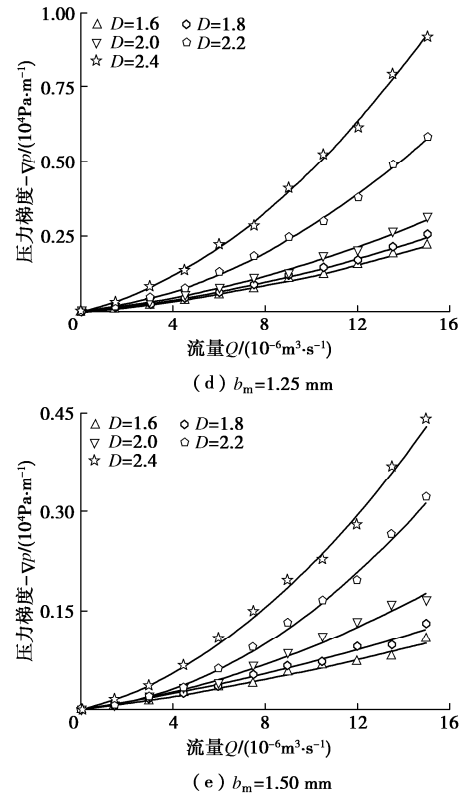 1.00
0.75
0.50
0.25
0
D=1.6 D=1.8
D=2.0 D=2.2
D=2.4
压力梯度-∇p/(10⁴Pa·m⁻¹)
0 4 8 12 16
流量Q/(10⁻⁶m³·s⁻¹)
(d) bₘ=1.25 mm
0.45
0.30
0.15
0
D=1.6 D=1.8
D=2.0 D=2.2
D=2.4
压力梯度-∇p/(10⁴Pa·m⁻¹)
0 4 8 12 16
流量Q/(10⁻⁶m³·s⁻¹)
(e) bₘ=1.50 mm